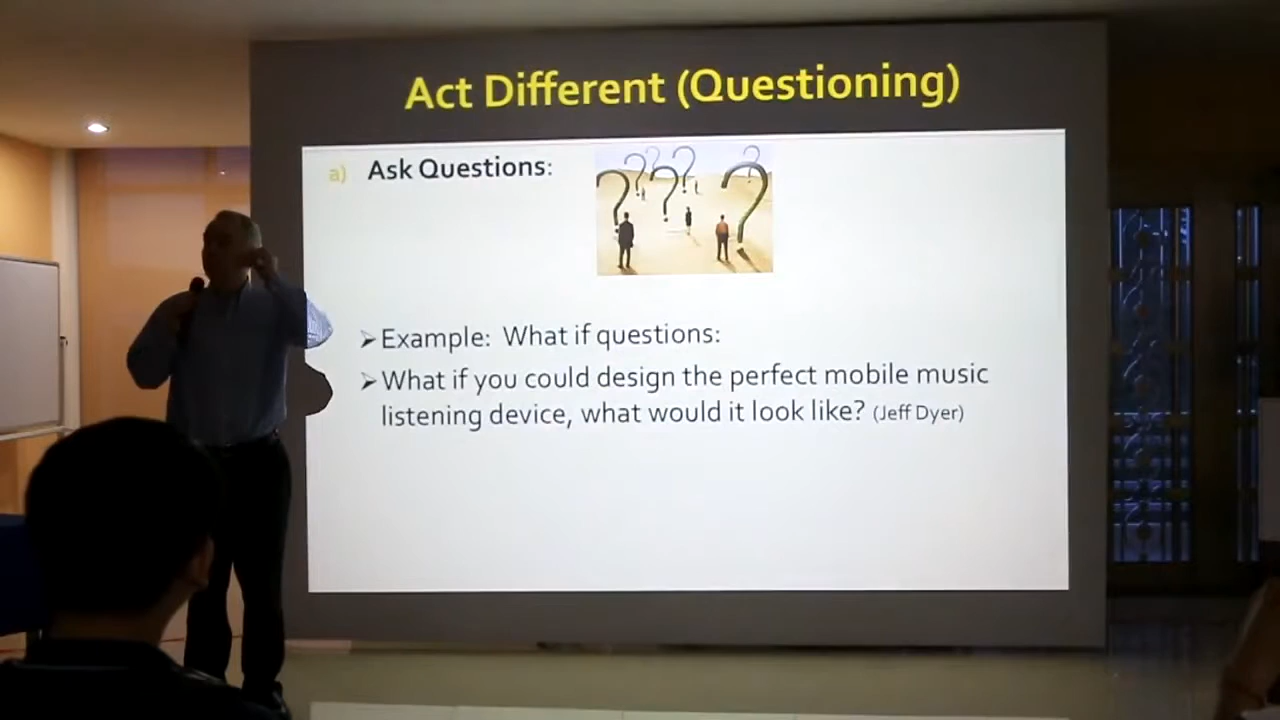 Act Different (Questioning)
a) Ask Questions:
➢Example: What if questions:
➢What if you could design the perfect mobile music
listening device, what would it look like? (Jeff Dyer)